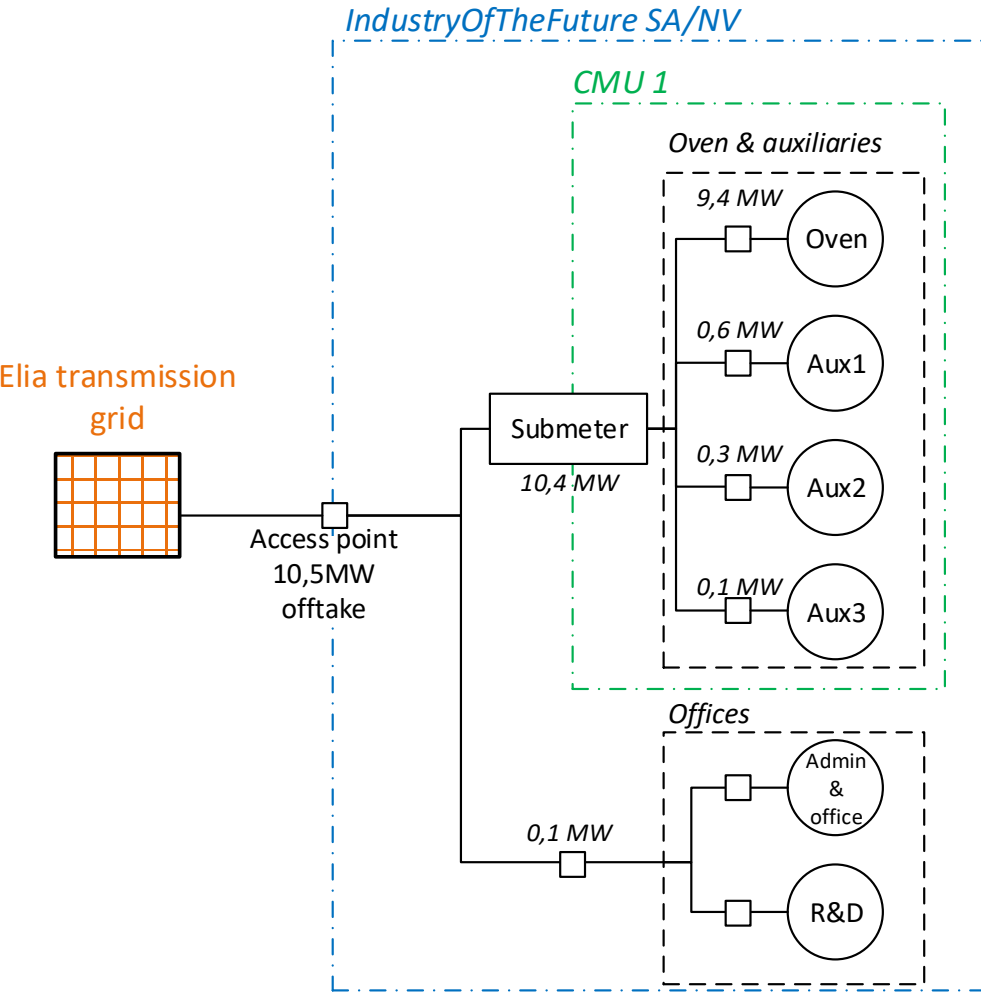 IndustryOfTheFuture SA/NV
CMU 1
Oven & auxiliaries
9,4 MW
Oven
0,6 MW
Aux1
Elia transmission
grid
Submeter
10,4 MW
0,3 MW
Aux2
Access point
10,5MW
offtake
0,1 MW
Aux3
Offices
Admin
&
office
0,1 MW
R&D